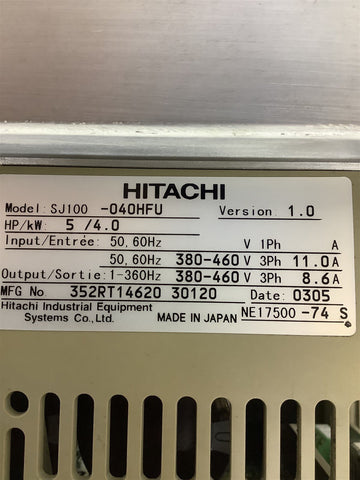 HITACHI
Model: SJ100 -040HFU Version: 1.0
HP/kW: 5 /4.0
Input/Entrée: 50, 60Hz V 1Ph A
50, 60Hz 380-460 V 3Ph 11.0 A
Output/Sortie: 1-360Hz 380-460 V 3Ph 8.6 A
MFG No 352RT14620 30120 Date: 0305
Hitachi Industrial Equipment
Systems Co., Ltd. MADE IN JAPAN NE17500 -74 S